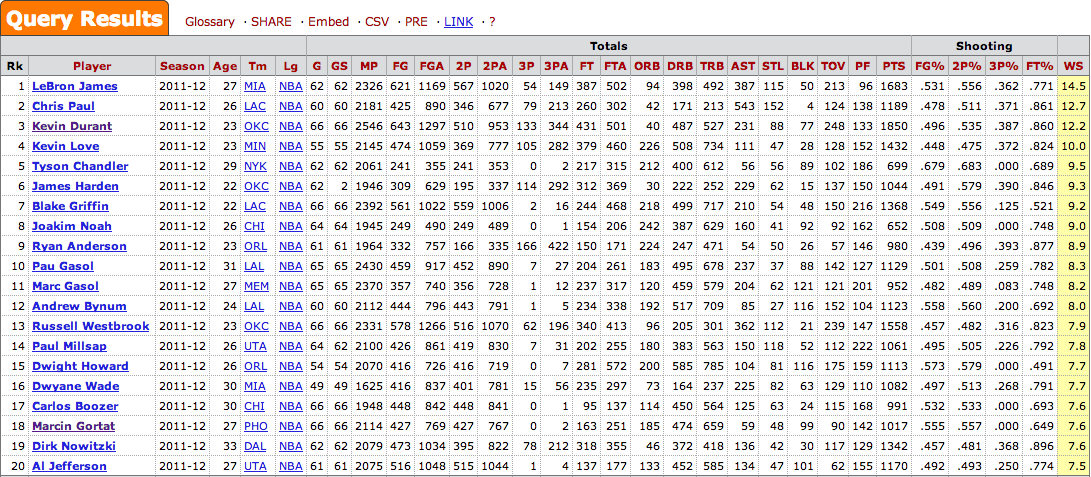 Query Results Glossary · SHARE · Embed · CSV · PRE · LINK · ?
Totals Shooting
Rk Player Season Age Tm Lg G GS MP FG FGA 2P 2PA 3P 3PA FT FTA ORB DRB TRB AST STL BLK TOV PF PTS FG% 2P% 3P% FT% WS
1 LeBron James 2011-12 27 MIA NBA 62 62 2326 621 1169 567 1020 54 149 387 502 94 398 492 387 115 50 213 96 1683 .531 .556 .362 .771 14.5
2 Chris Paul 2011-12 26 LAC NBA 60 60 2181 425 890 346 677 79 213 260 302 42 171 213 543 152 4 124 138 1189 .478 .511 .371 .861 12.7
3 Kevin Durant 2011-12 23 OKC NBA 66 66 2546 643 1297 510 953 133 344 431 501 40 487 527 231 88 77 248 133 1850 .496 .535 .387 .860 12.2
4 Kevin Love 2011-12 23 MIN NBA 55 55 2145 474 1059 369 777 105 282 379 460 226 508 734 111 47 28 128 152 1432 .448 .475 .372 .824 10.0
5 Tyson Chandler 2011-12 29 NYK NBA 62 62 2061 241 355 241 353 0 2 217 315 212 400 612 56 56 89 102 186 699 .679 .683 .000 .689 9.5
6 James Harden 2011-12 22 OKC NBA 62 2 1946 309 629 195 337 114 292 312 369 30 222 252 229 62 15 137 150 1044 .491 .579 .390 .846 9.3
7 Blake Griffin 2011-12 22 LAC NBA 66 66 2392 561 1022 559 1006 2 16 244 468 218 499 717 210 54 48 150 216 1368 .549 .556 .125 .521 9.2
8 Joakim Noah 2011-12 26 CHI NBA 64 64 1945 249 490 249 489 0 1 154 206 242 387 629 160 41 92 92 162 652 .508 .509 .000 .748 9.0
9 Ryan Anderson 2011-12 23 ORL NBA 61 61 1964 332 757 166 335 166 422 150 171 224 247 471 54 50 26 57 146 980 .439 .496 .393 .877 8.9
10 Pau Gasol 2011-12 31 LAL NBA 65 65 2430 459 917 452 890 7 27 204 261 183 495 678 237 37 88 142 127 1129 .501 .508 .259 .782 8.3
11 Marc Gasol 2011-12 27 MEM NBA 65 65 2370 357 740 356 728 1 12 237 317 120 459 579 204 62 121 121 201 952 .482 .489 .083 .748 8.2
12 Andrew Bynum 2011-12 24 LAL NBA 60 60 2112 444 796 443 791 1 5 234 338 192 517 709 85 27 116 152 104 1123 .558 .560 .200 .692 8.0
13 Russell Westbrook 2011-12 23 OKC NBA 66 66 2331 578 1266 516 1070 62 196 340 413 96 205 301 362 112 21 239 147 1558 .457 .482 .316 .823 7.9
14 Paul Millsap 2011-12 26 UTA NBA 64 62 2100 426 861 419 830 7 31 202 255 180 383 563 150 118 52 112 222 1061 .495 .505 .226 .792 7.8
15 Dwight Howard 2011-12 26 ORL NBA 54 54 2070 416 726 416 719 0 7 281 572 200 585 785 104 81 116 175 159 1113 .573 .579 .000 .491 7.7
16 Dwyane Wade 2011-12 30 MIA NBA 49 49 1625 416 837 401 781 15 56 235 297 73 164 237 225 82 63 129 110 1082 .497 .513 .268 .791 7.7
17 Carlos Boozer 2011-12 30 CHI NBA 66 66 1948 448 842 448 841 0 1 95 137 114 450 564 125 63 24 115 168 991 .532 .533 .000 .693 7.6
18 Marcin Gortat 2011-12 27 PHO NBA 66 66 2114 427 769 427 767 0 2 163 251 185 474 659 59 48 99 90 142 1017 .555 .557 .000 .649 7.6
19 Dirk Nowitzki 2011-12 33 DAL NBA 62 62 2079 473 1034 395 822 78 212 318 355 46 372 418 136 42 30 117 129 1342 .457 .481 .368 .896 7.6
20 Al Jefferson 2011-12 27 UTA NBA 61 61 2075 516 1048 515 1044 1 4 137 177 133 452 585 134 47 101 62 155 1170 .492 .493 .250 .774 7.5